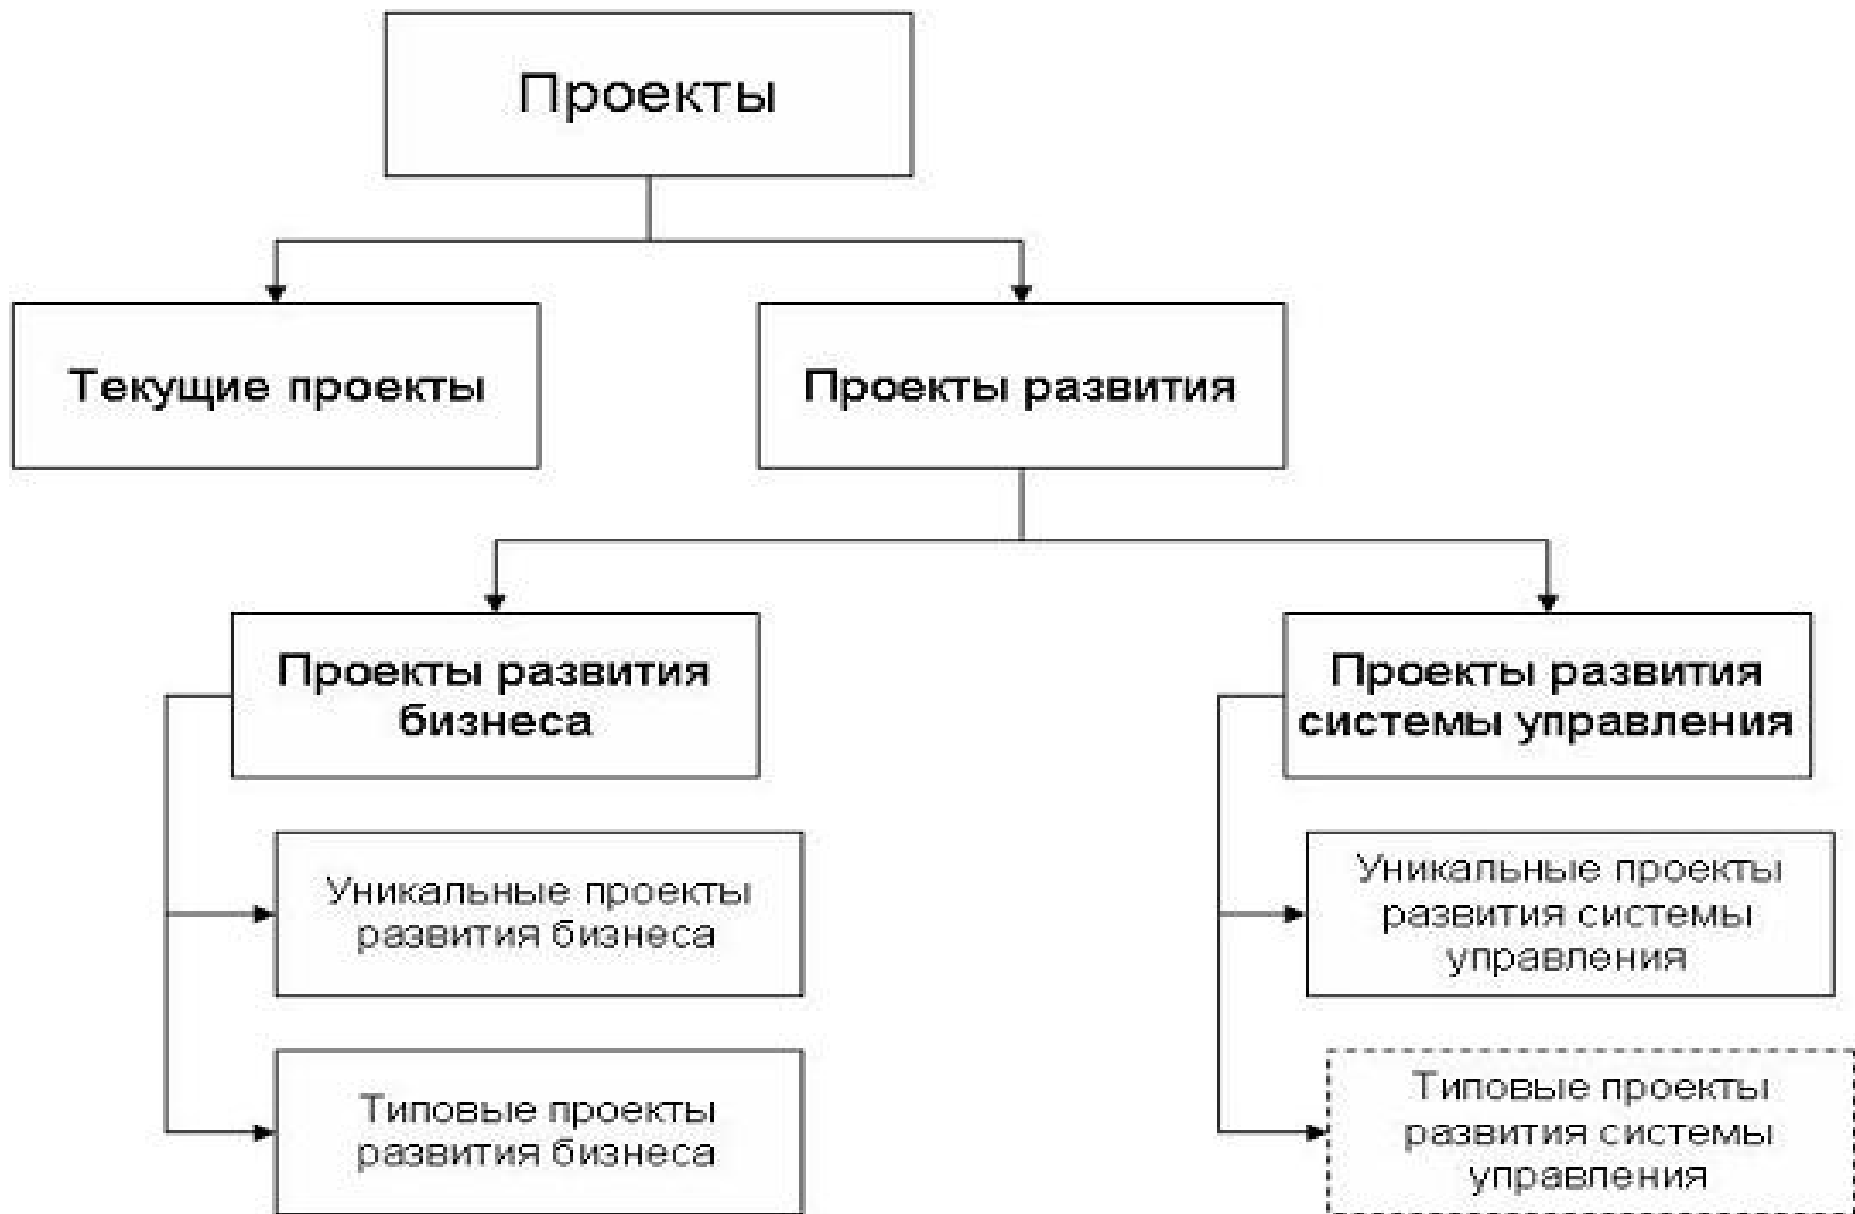 Проекты
Текущие проекты
Проекты развития
Проекты развития
бизнеса
Проекты развития
системы управления
Уникальные проекты
развития бизнеса
Уникальные проекты
развития системы
управления
Типовые проекты
развития бизнеса
Типовые проекты
развития системы
управления